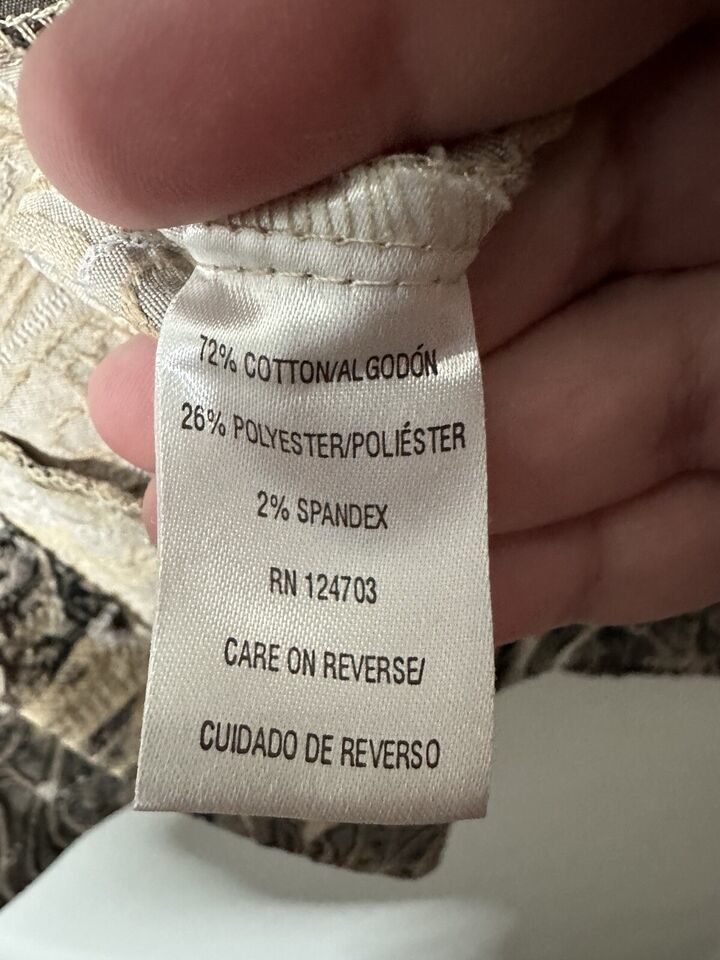 72% COTTON/ALGODÓN
26% POLYESTER/POLIÉSTER
2% SPANDEX
RN 124703
CARE ON REVERSE/
CUIDADO DE REVERSO